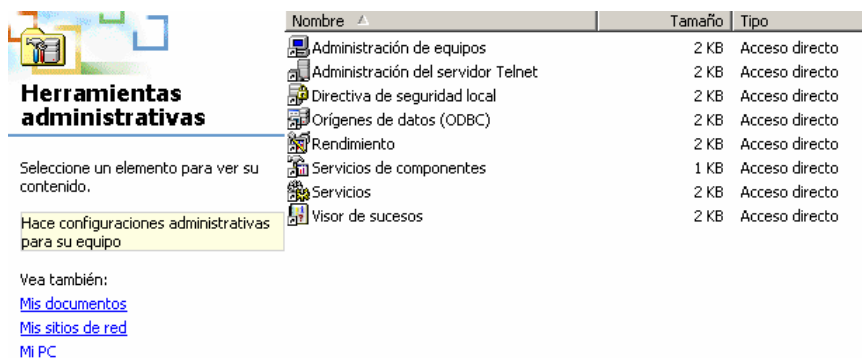 Nombre Tamaño Tipo
Administración de equipos 2 KB Acceso directo
Administración del servidor Telnet 2 KB Acceso directo
Directiva de seguridad local 2 KB Acceso directo
Orígenes de datos (ODBC) 2 KB Acceso directo
Rendimiento 2 KB Acceso directo
Servicios de componentes 1 KB Acceso directo
Servicios 2 KB Acceso directo
Visor de sucesos 2 KB Acceso directo
Herramientas
administrativas
Seleccione un elemento para ver su
contenido.
Hace configuraciones administrativas
para su equipo
Vea también:
Mis documentos
Mis sitios de red
Mi PC